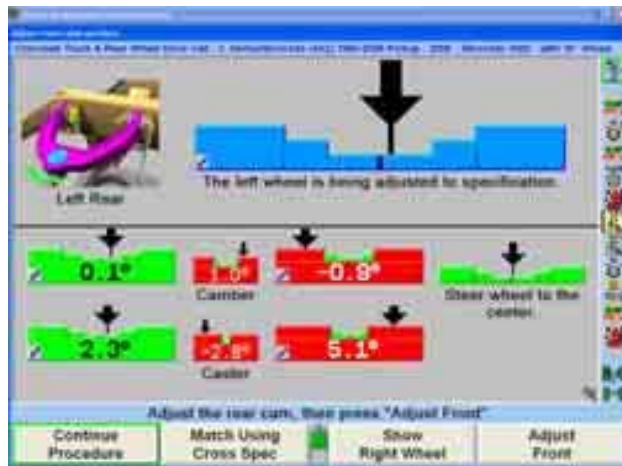 Left Rear
The left wheel is being adjusted to specification.
0.1°
1.0°
-0.9°
Camber
Steer wheel to the
center.
2.3°
-2.8°
5.1°
Caster
Adjust the rear cam, then press "Adjust Front"
Continue
Procedure
Match Using
Cross Spec
Show
Right Wheel
Adjust
Front